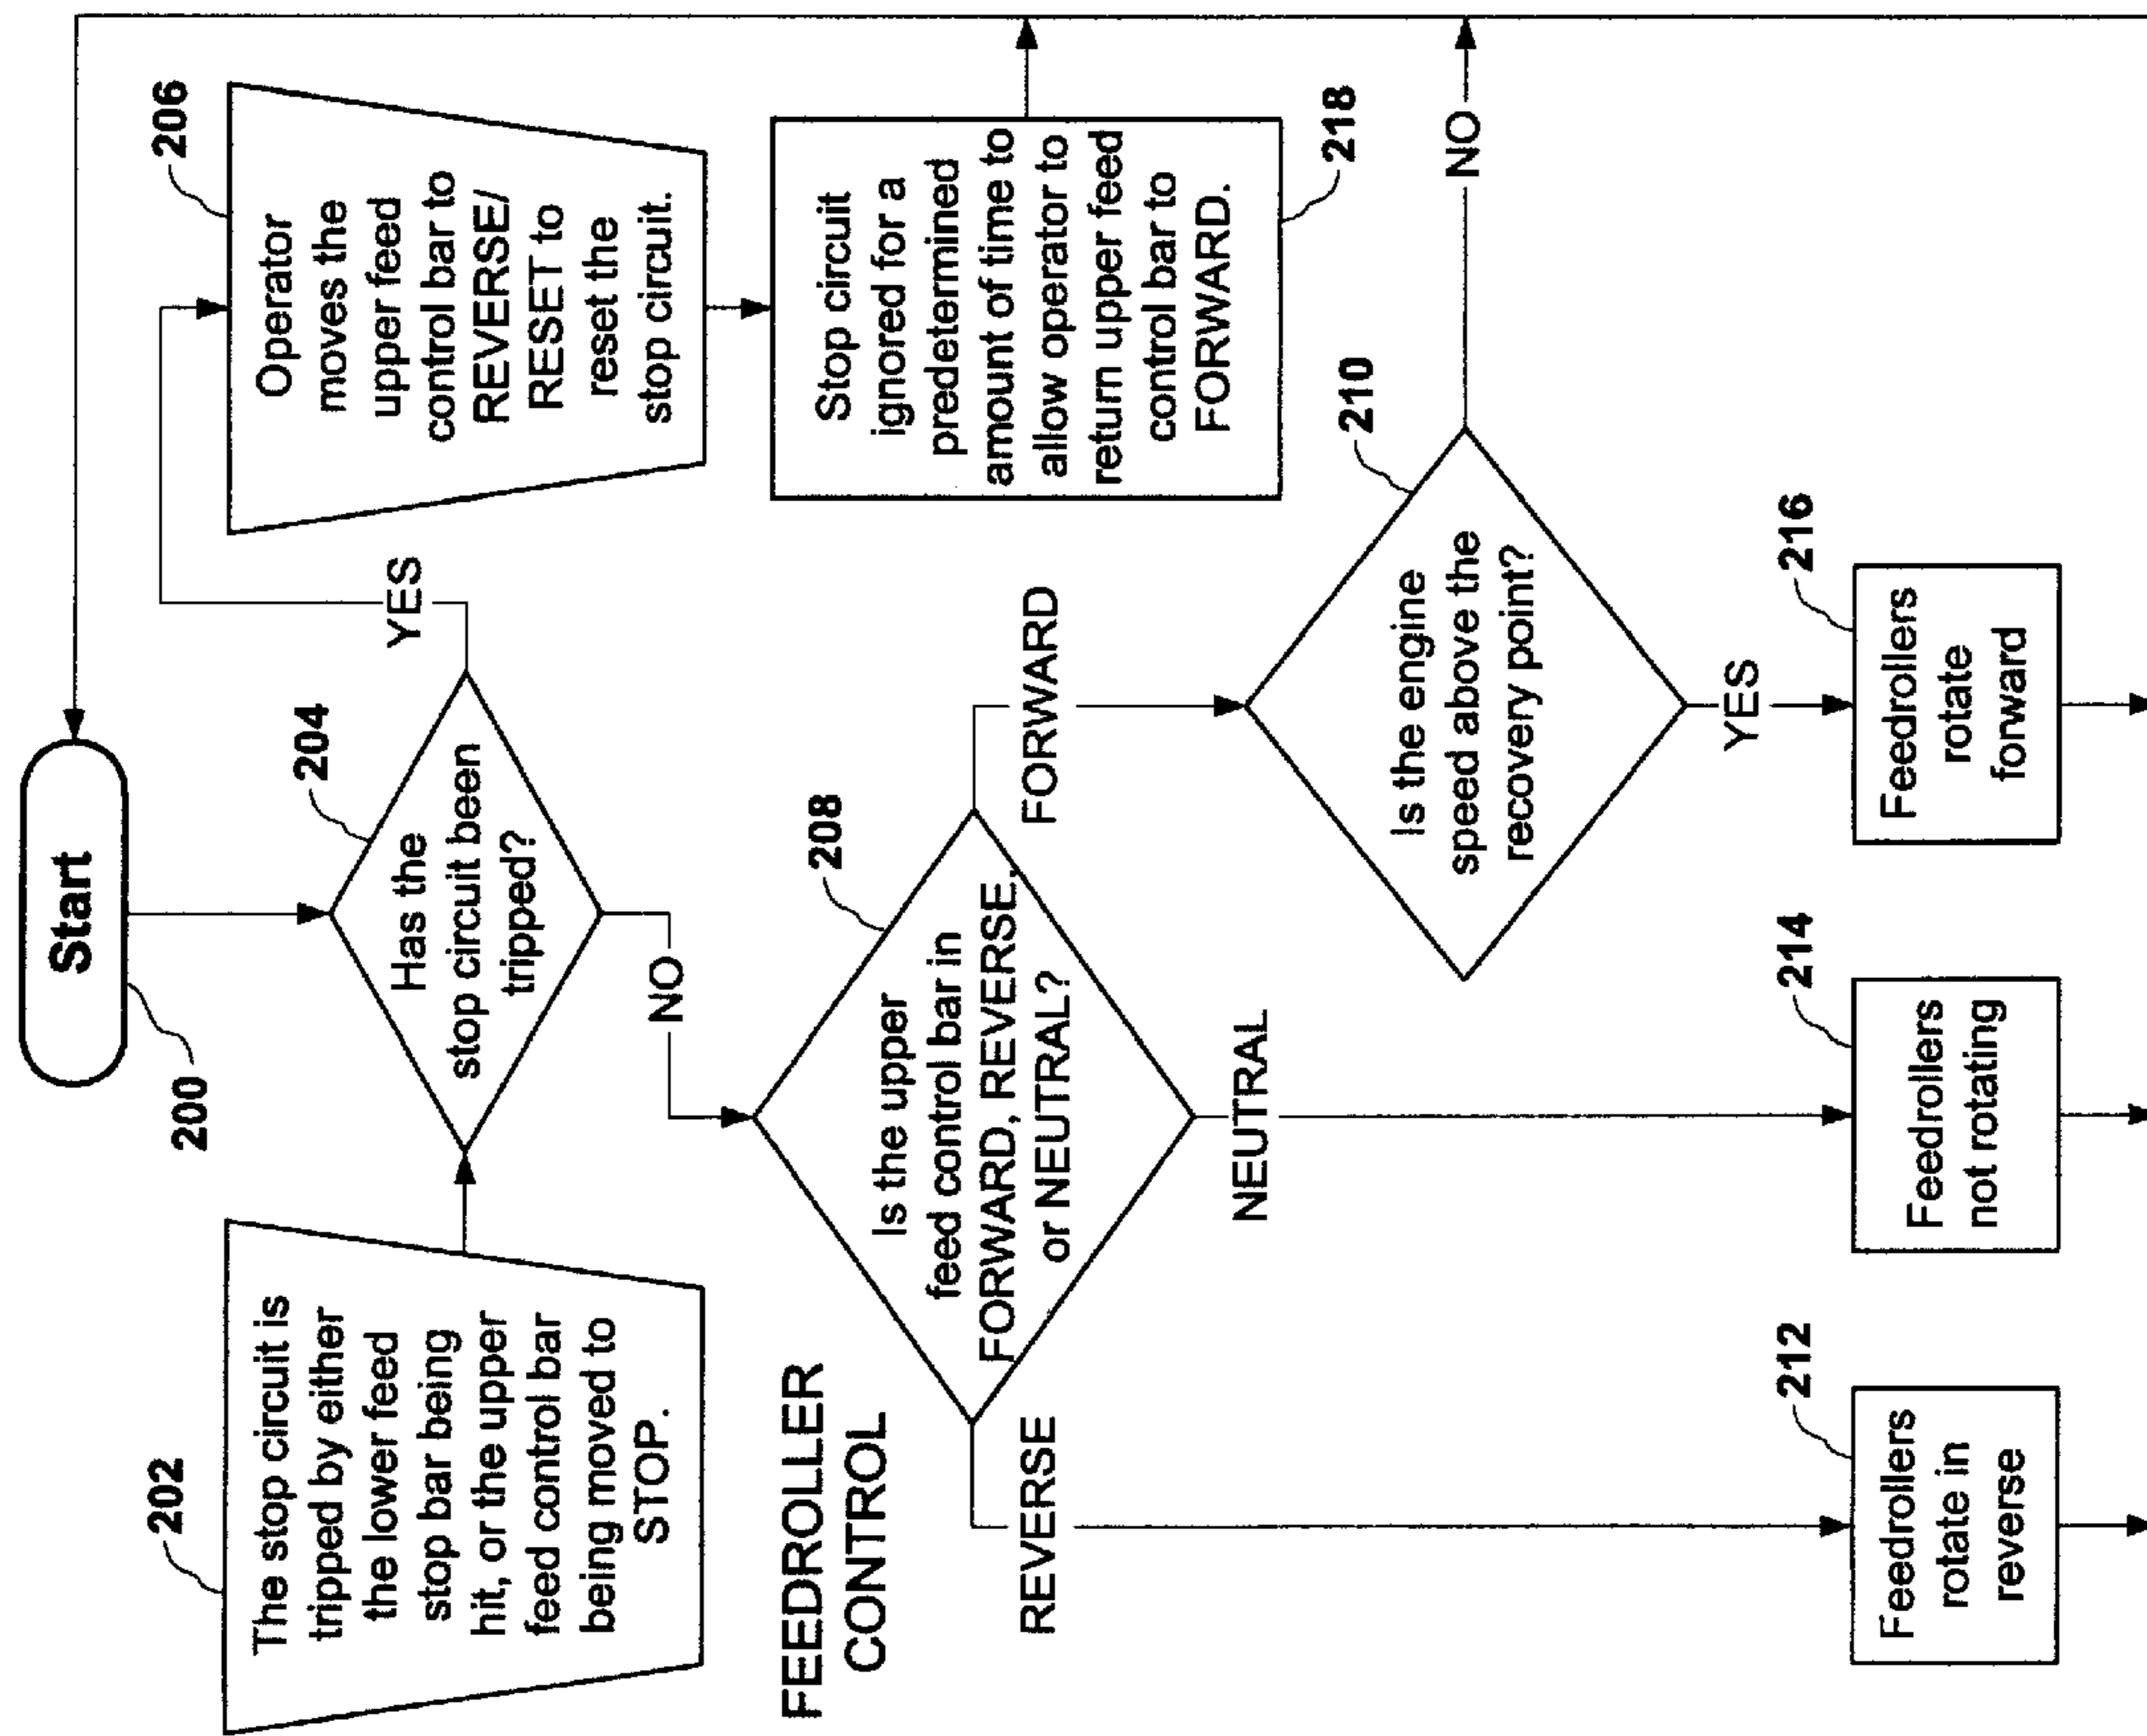 Start
200
202
The stop circuit is
tripped by either
the lower feed
stop bar being
hit, or the upper
feed control bar
being moved to
STOP.
204
Has the
stop circuit been
tripped?
YES
206
Operator
moves the
upper feed
control bar to
REVERSE/
RESET to
reset the
stop circuit.
NO
FEEDROLLER
CONTROL
208
Is the upper
feed control bar in
FORWARD, REVERSE,
or NEUTRAL?
Stop circuit
ignored for a
predetermined
amount of time to
allow operator to
return upper feed
control bar to
FORWARD.
218
REVERSE
NEUTRAL
FORWARD
210
Is the engine
speed above the
recovery point?
NO
YES
212
Feedrollers
rotate in
reverse
214
Feedrollers
not rotating
216
Feedrollers
rotate
forward